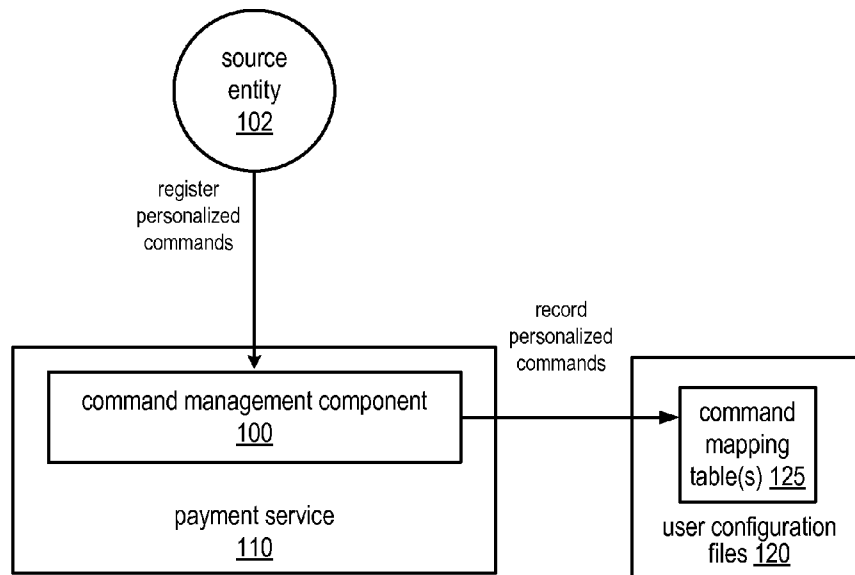 source
entity
102
register
personalized
commands
record
personalized
commands
command management component
100
payment service
110
command
mapping
table(s) 125
user configuration
files 120